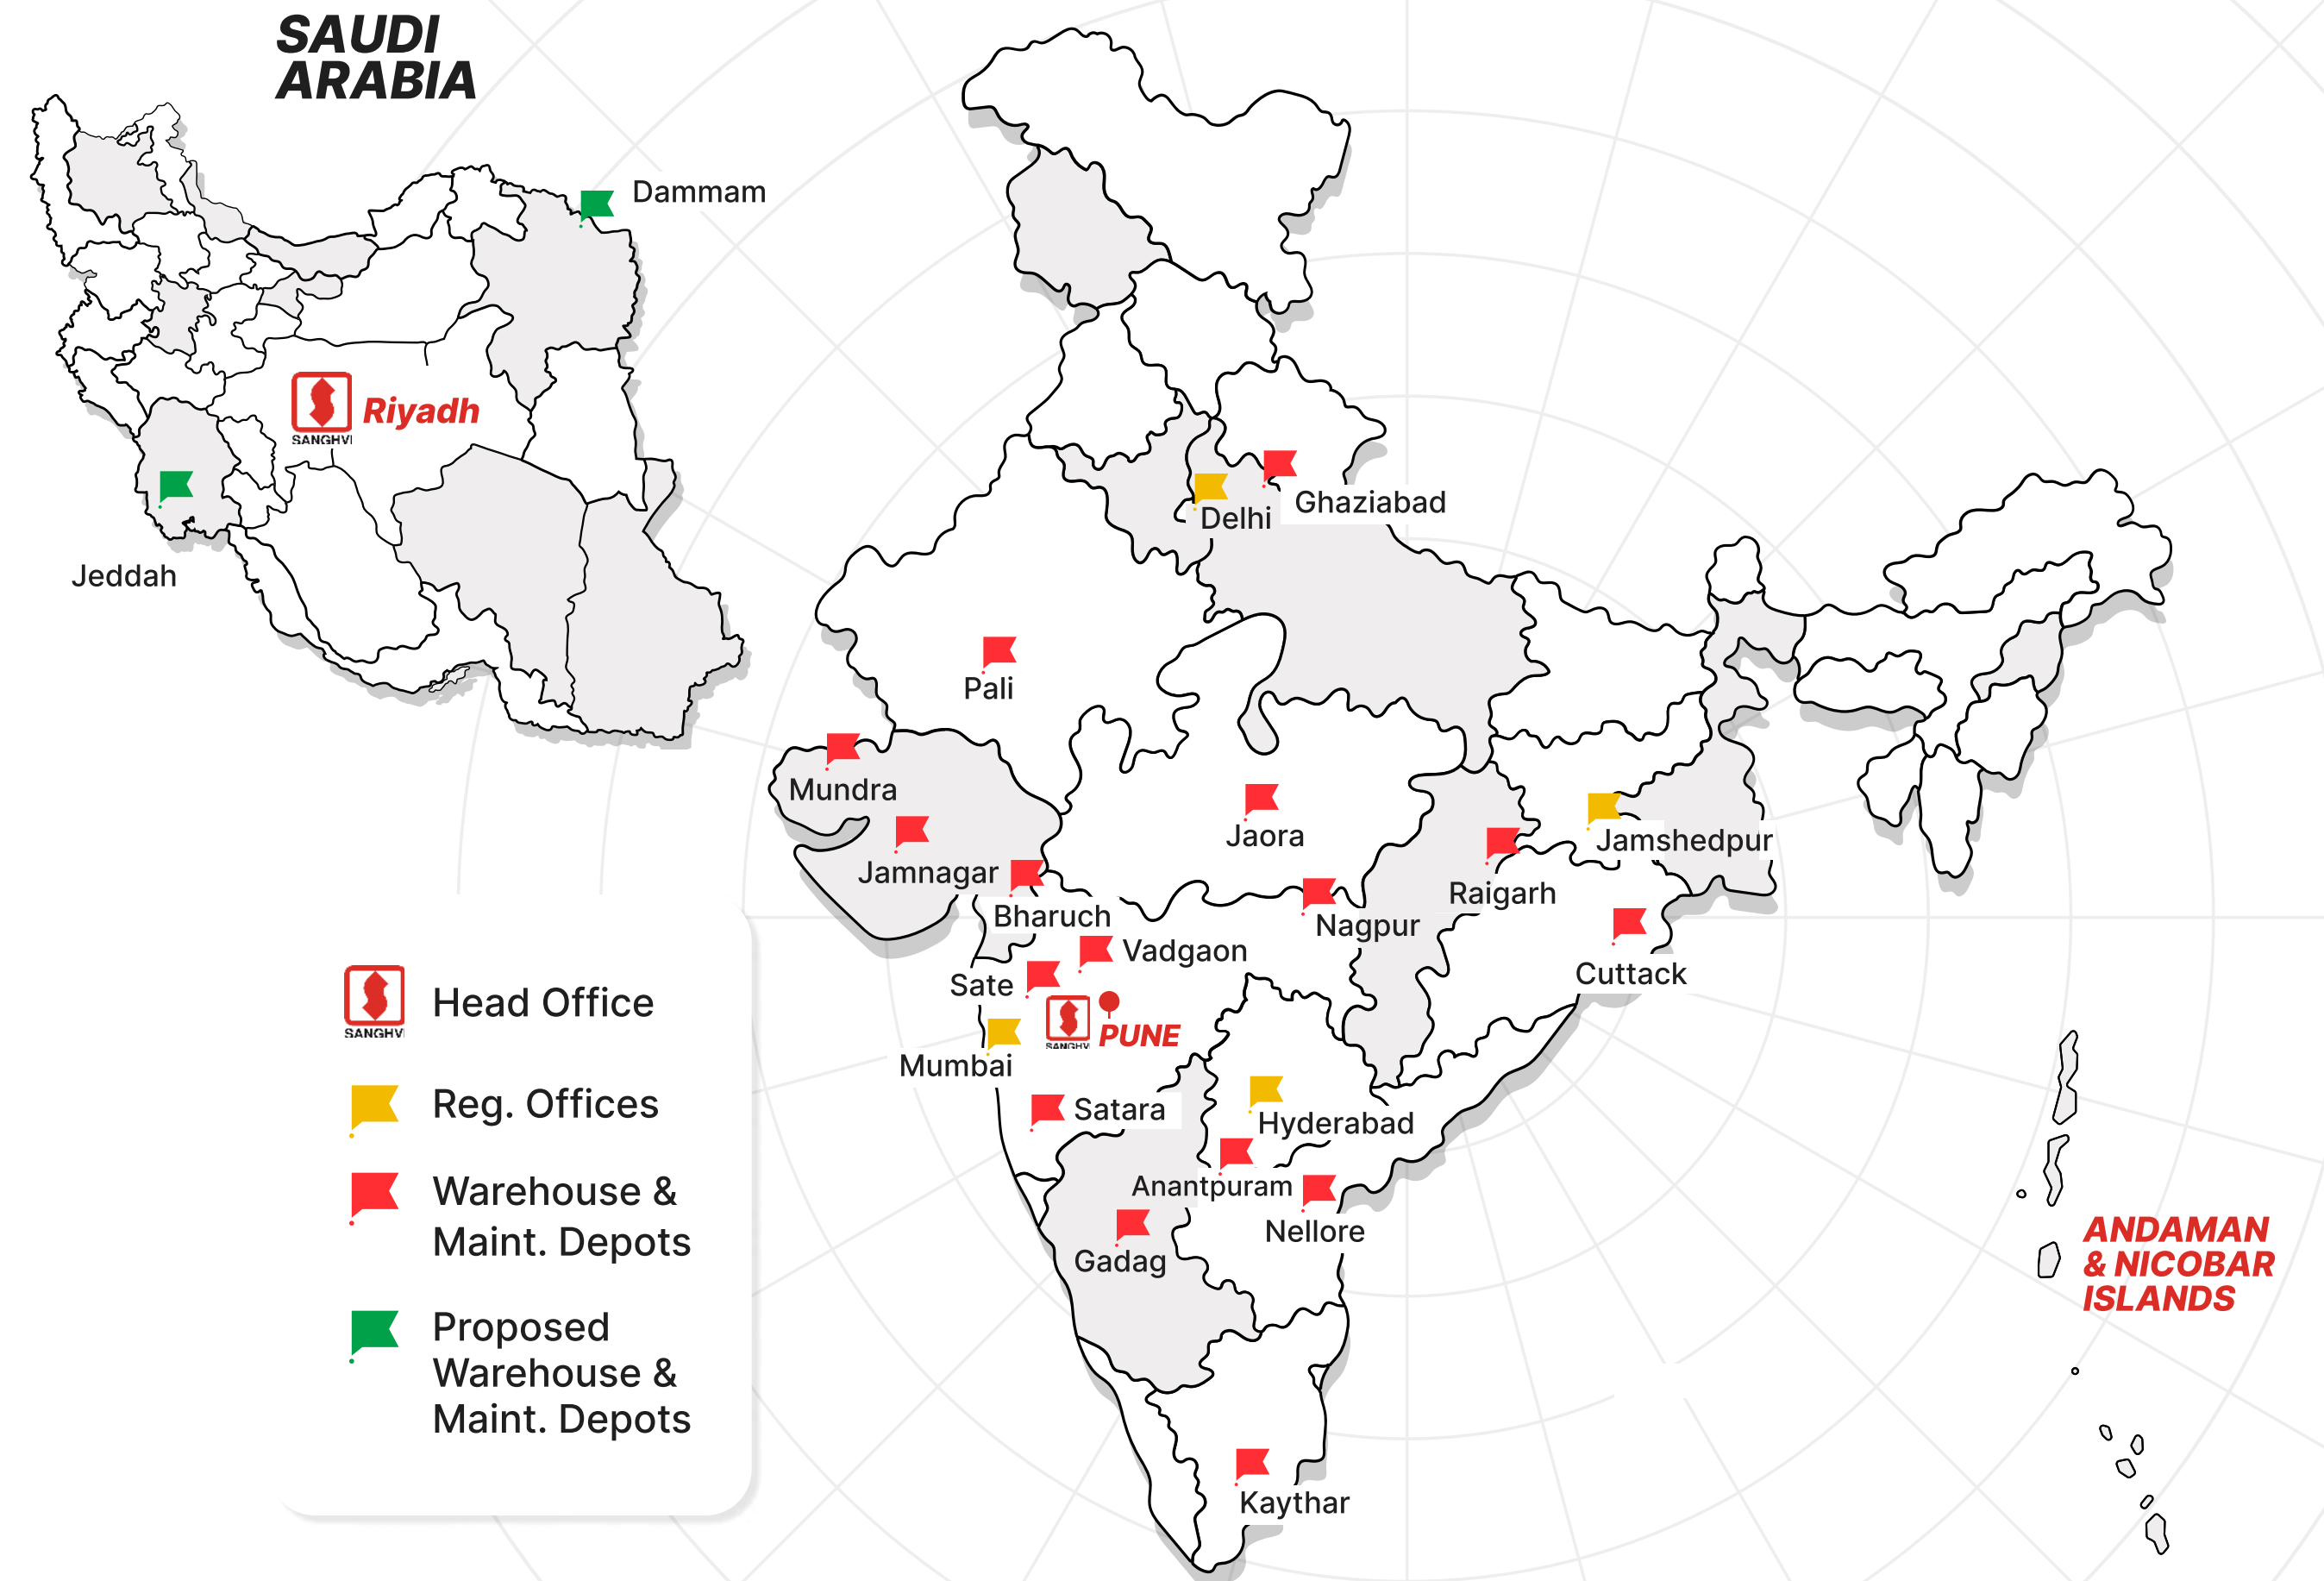 SAUDI
ARABIA
Dammam
SANGHVI
Riyadh
Jeddah
Ghaziabad
Delhi
Pali
Mundra
Jaora
Jamnagar
Jamshedpur
Bharuch
Raigarh
Nagpur
Vadgaon
Sate
Cuttack
SANGHVI
PUNE
Mumbai
Satara
Hyderabad
Anantpuram
Nellore
Gadag
Kaythar
ANDAMAN
& NICOBAR
ISLANDS
SANGHVI
Head Office
Reg. Offices
Warehouse &
Maint. Depots
Proposed
Warehouse &
Maint. Depots